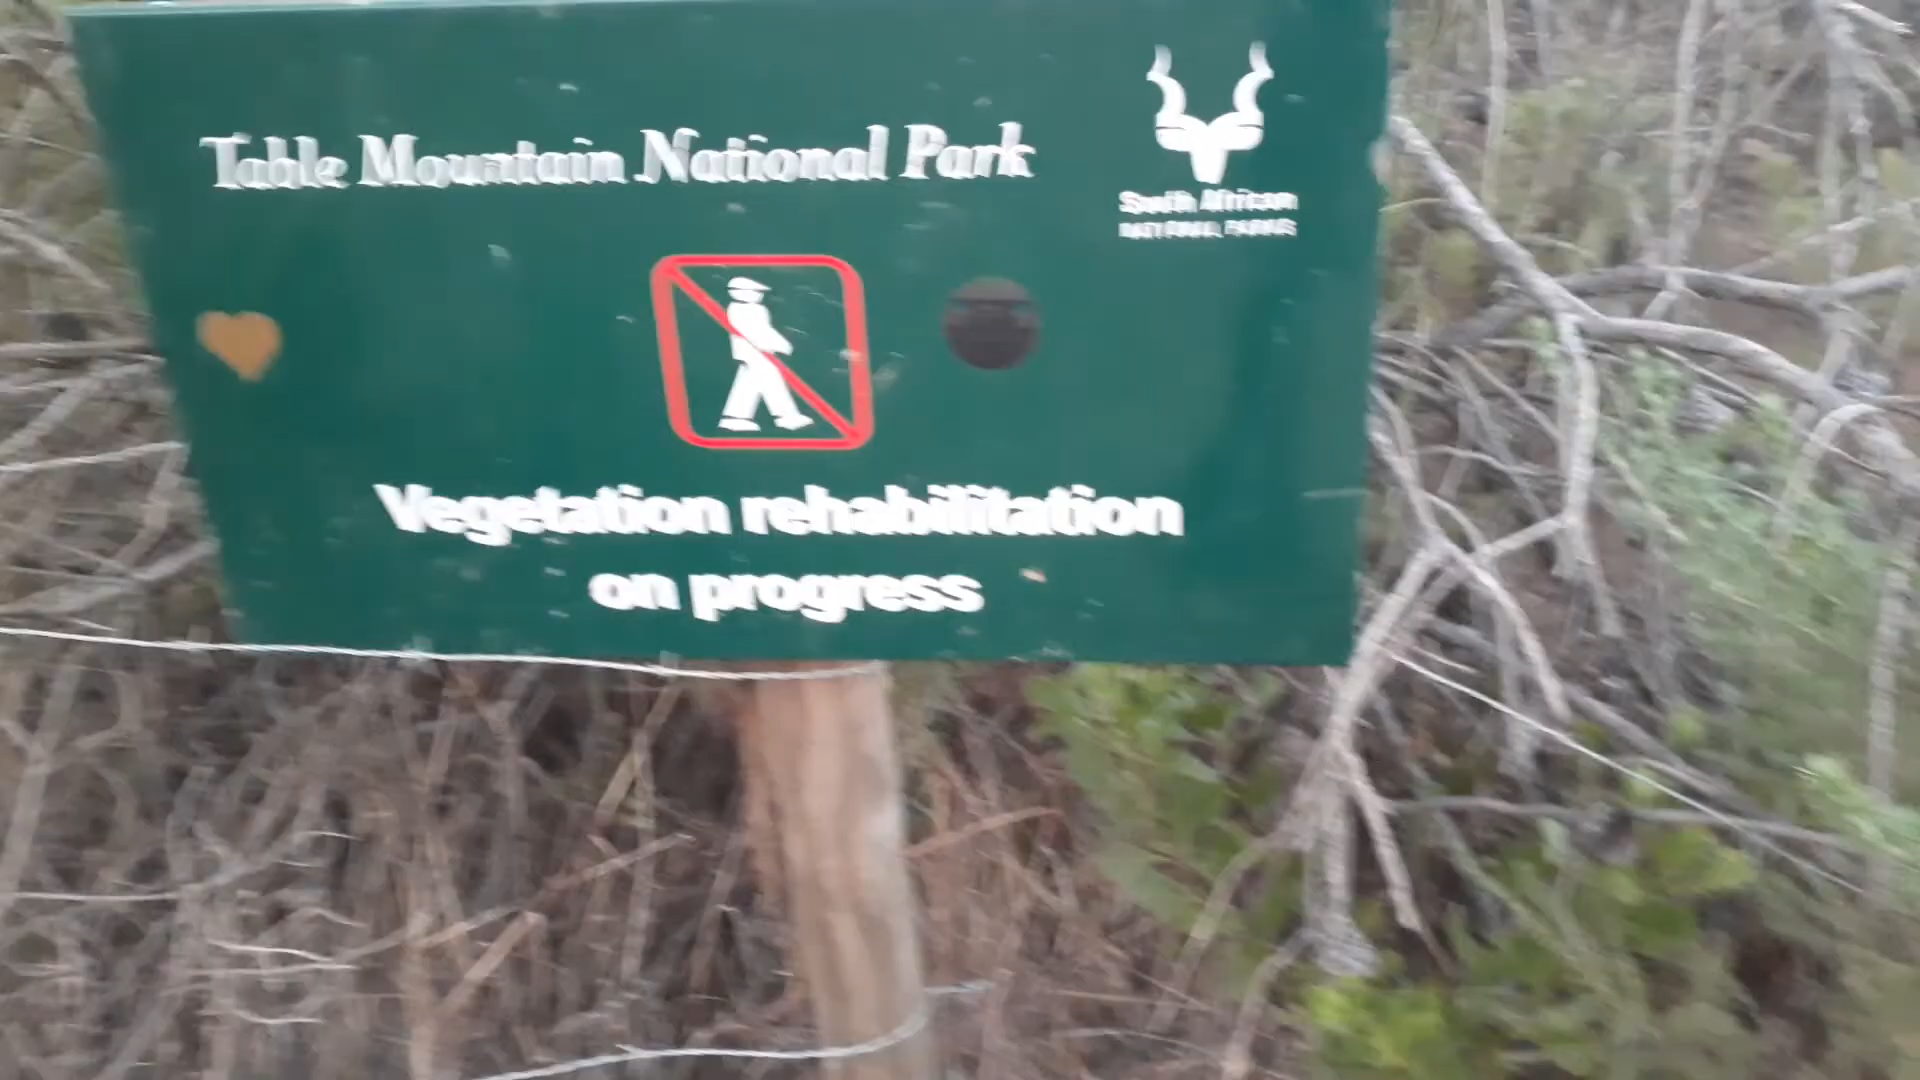 Table Mountain National Park
South African
NATIONAL PARKS
Vegetation rehabilitation
on progress